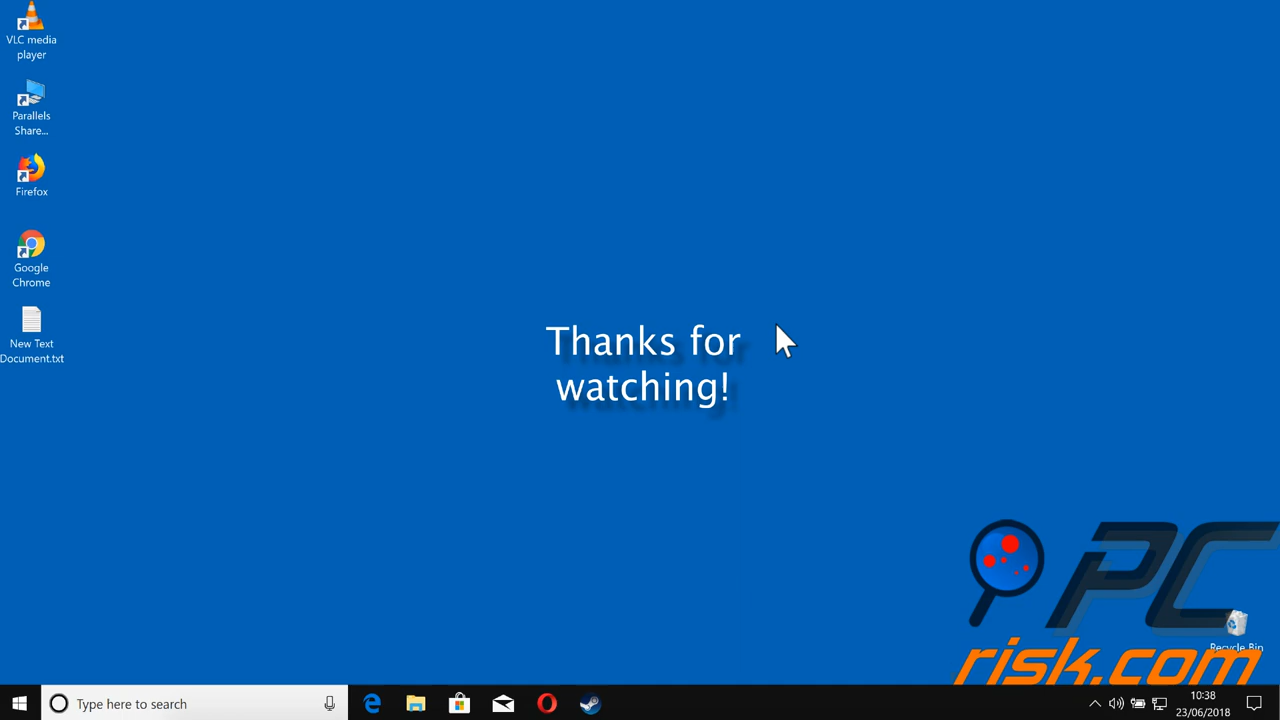 VLC media
player
Parallels
Share...
Firefox
Google
Chrome
New Text
Document.txt
Thanks for
watching!
PC
risk.com
Recycle Bin
Type here to search
10:38
23/06/2018